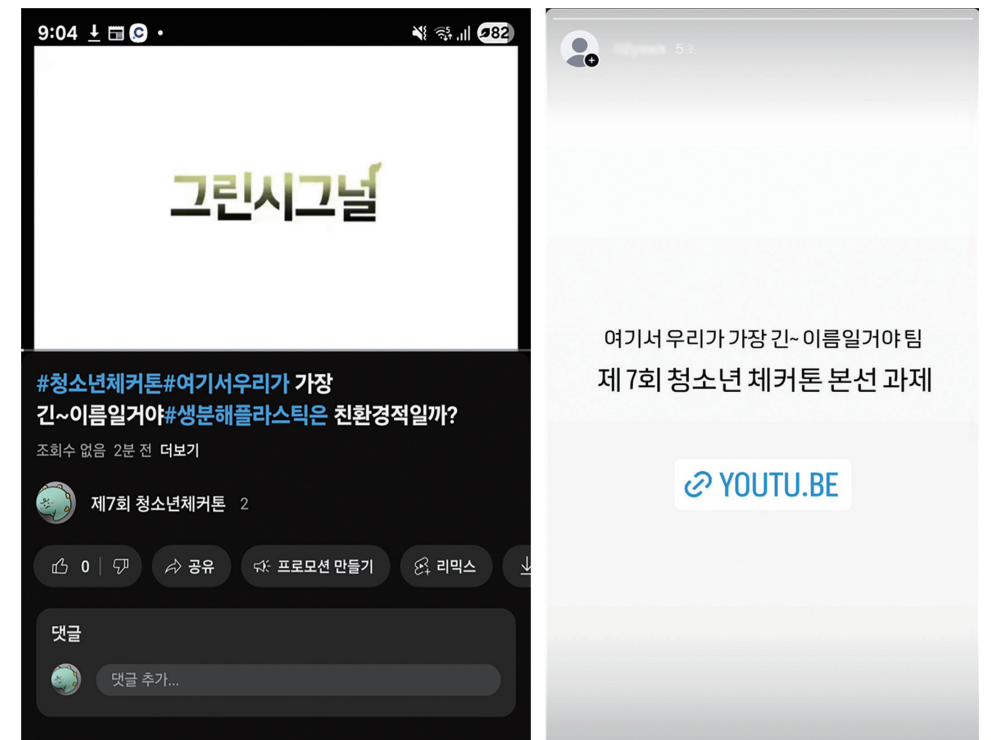 9:04
82
그린시그널
#청소년체커톤#여기서우리가 가장
긴~이름일거야#생분해플라스틱은 친환경적일까?
조회수 없음 2분 전 더보기
제7회 청소년체커톤 2
0
공유
프로모션 만들기
리믹스
댓글
댓글 추가...
5초
여기서 우리가 가장 긴~ 이름일거야 팀
제 7회 청소년 체커톤 본선 과제
YOUTU.BE